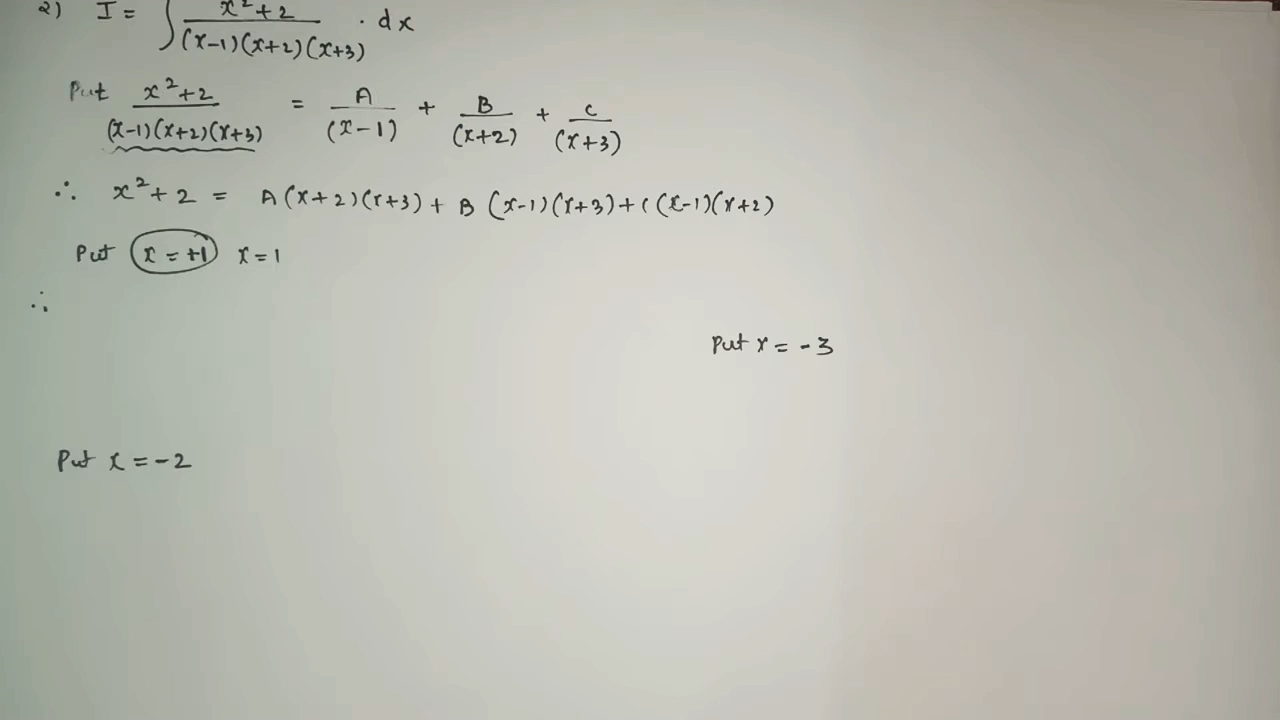 2) I = ∫ x²+2 / (x-1)(x+2)(x+3) · dx
Put x²+2 / (x-1)(x+2)(x+3) = A / (x-1) + B / (x+2) + C / (x+3)
∴ x²+2 = A(x+2)(x+3) + B (x-1)(x+3) + C (x-1)(x+2)
Put x = +1 x = 1
∴
Put x = -3
Put x = -2